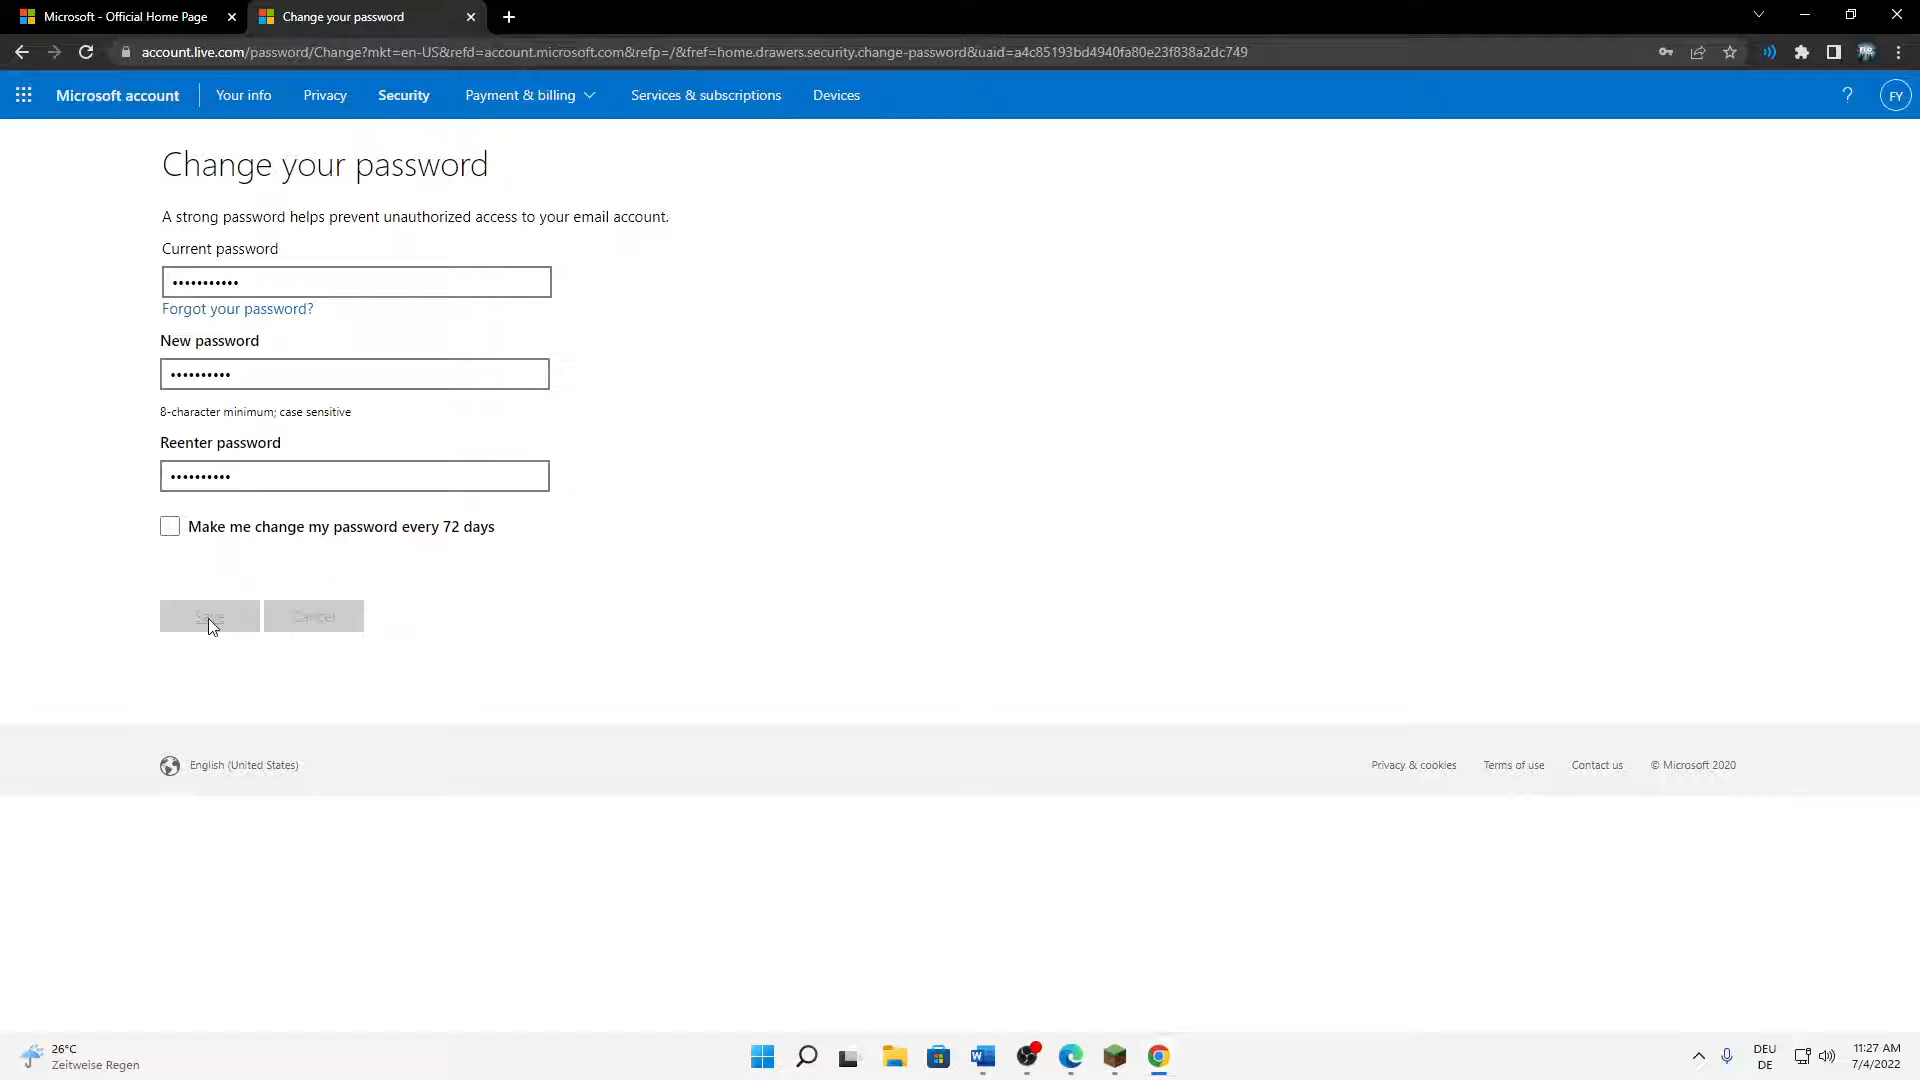 Microsoft - Official Home Page
Change your password
account.live.com/password/Change?mkt=en-US&refd=account.microsoft.com&refp=/&fref=home.drawers.security.change-password&uaid=a4c85193bd4940fa80e23f838a2dc749
Microsoft account
Your info
Privacy
Security
Payment & billing
Services & subscriptions
Devices
?
FY
Change your password
A strong password helps prevent unauthorized access to your email account.
Current password
•••••••••••
Forgot your password?
New password
••••••••••
8-character minimum; case sensitive
Reenter password
••••••••••
Make me change my password every 72 days
Save
Cancel
English (United States)
Privacy & cookies
Terms of use
Contact us
© Microsoft 2020
26°C
Zeitweise Regen
DEU
DE
11:27 AM
7/4/2022